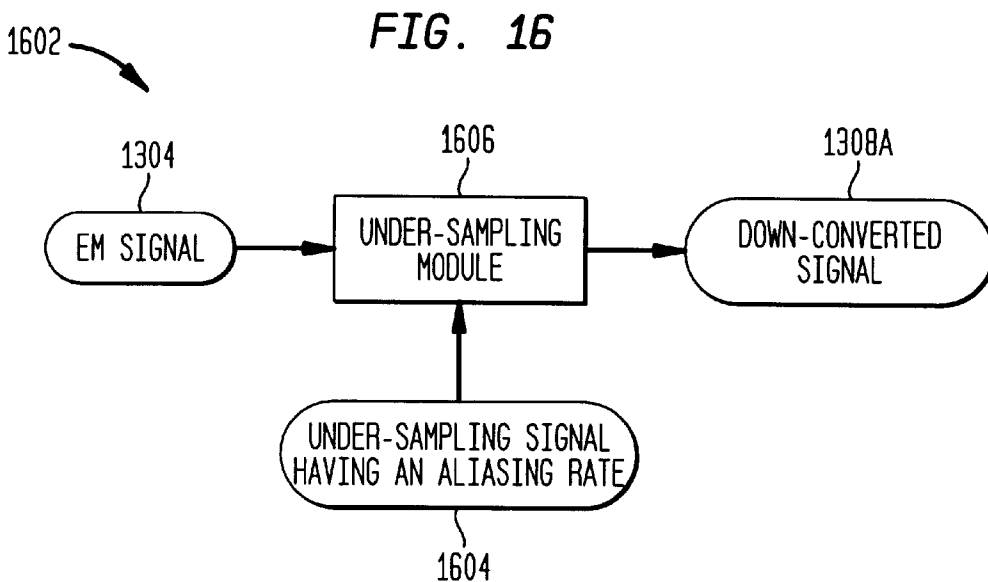 FIG. 16
1602
1304
1606
1308A
EM SIGNAL
UNDER-SAMPLING
MODULE
DOWN-CONVERTED
SIGNAL
UNDER-SAMPLING SIGNAL
HAVING AN ALIASING RATE
1604